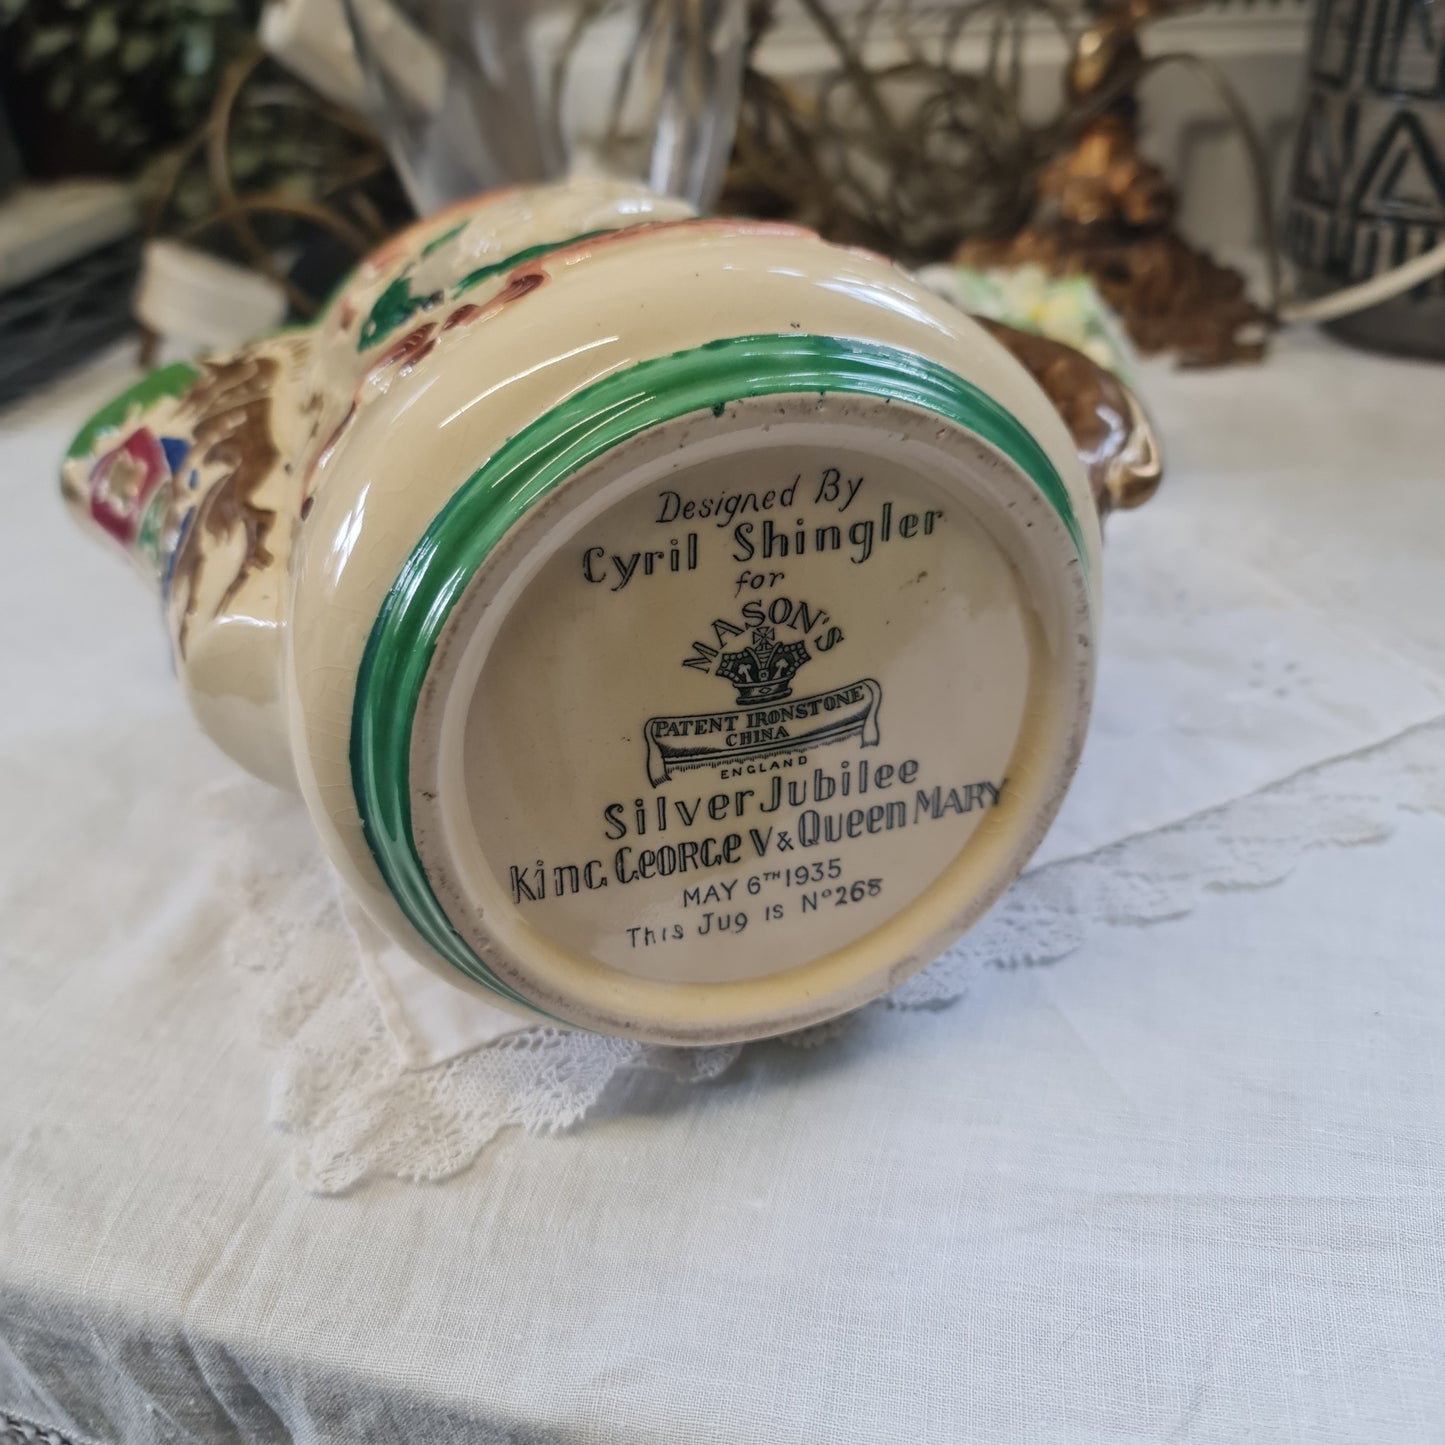 Designed By
Cyril Shingler
for
MASON'S
PATENT IRONSTONE
CHINA
ENGLAND
Silver Jubilee
King George V & Queen Mary
MAY 6TH 1935
This Jug is No 268